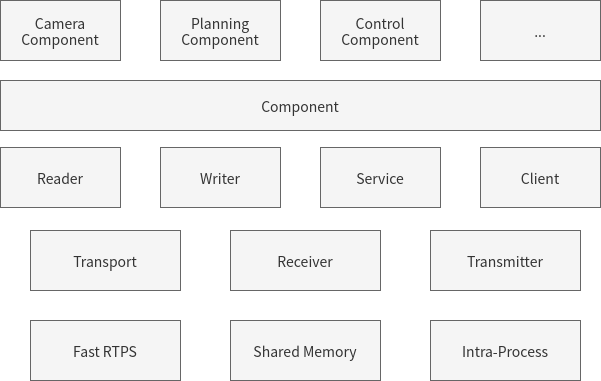 Camera
Component
Planning
Component
Control
Component
...
Component
Reader
Writer
Service
Client
Transport
Receiver
Transmitter
Fast RTPS
Shared Memory
Intra-Process